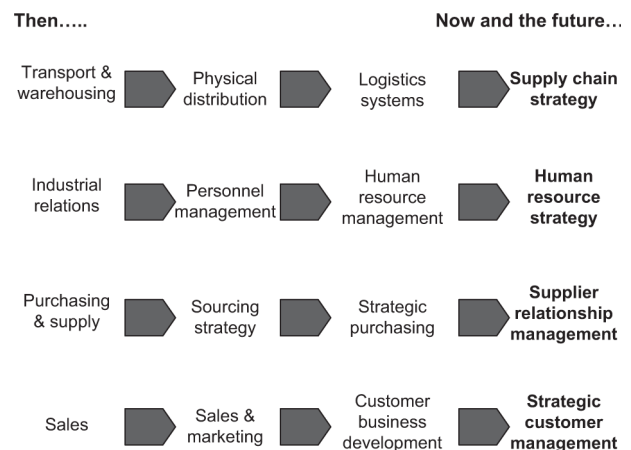 Then.....
Now and the future…
Transport &
warehousing
Physical
distribution
Logistics
systems
Supply chain
strategy
Industrial
relations
Personnel
management
Human
resource
management
Human
resource
strategy
Purchasing
& supply
Sourcing
strategy
Strategic
purchasing
Supplier
relationship
management
Sales
Sales &
marketing
Customer
business
development
Strategic
customer
management